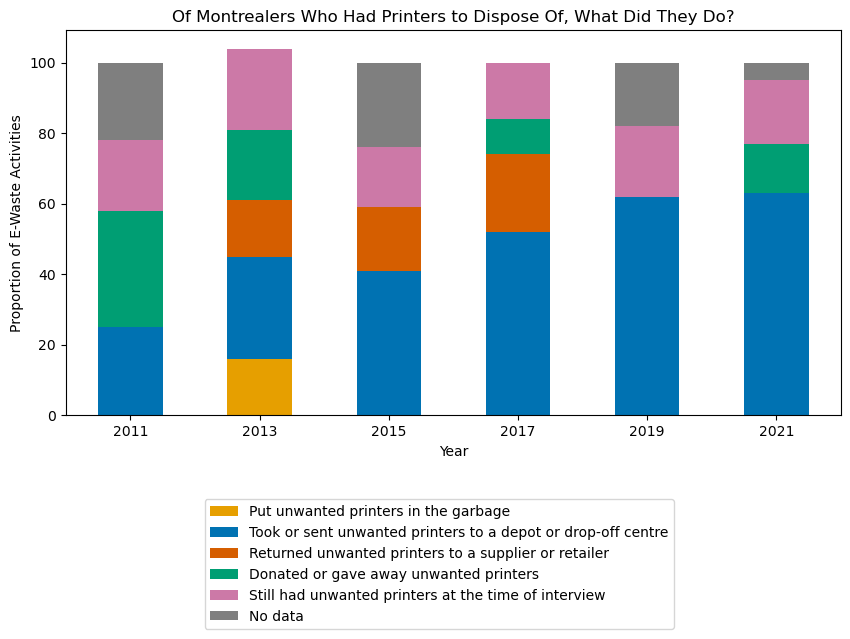 Of Montrealers Who Had Printers to Dispose Of, What Did They Do?
Proportion of E-Waste Activities
100
80
60
40
20
0
2011 2013 2015 2017 2019 2021
Year
Put unwanted printers in the garbage
Took or sent unwanted printers to a depot or drop-off centre
Returned unwanted printers to a supplier or retailer
Donated or gave away unwanted printers
Still had unwanted printers at the time of interview
No data